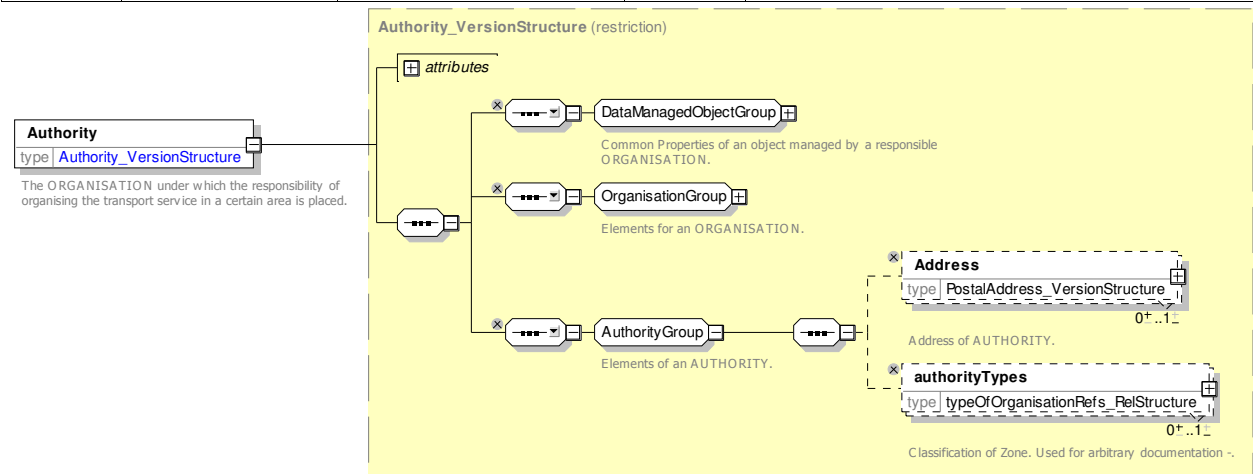 Authority_VersionStructure (restriction)
attributes
Authority
type Authority_VersionStructure
The ORGANISATION under which the responsibility of
organising the transport service in a certain area is placed.
DataManagedObjectGroup
Common Properties of an object managed by a responsible
ORGANISATION.
OrganisationGroup
Elements for an ORGANISATION.
AuthorityGroup
Elements of an AUTHORITY.
Address
type PostalAddress_VersionStructure
0..1
Address of AUTHORITY.
authorityTypes
type typeOfOrganisationRefs_RelStructure
0..1
Classification of Zone. Used for arbitrary documentation -.